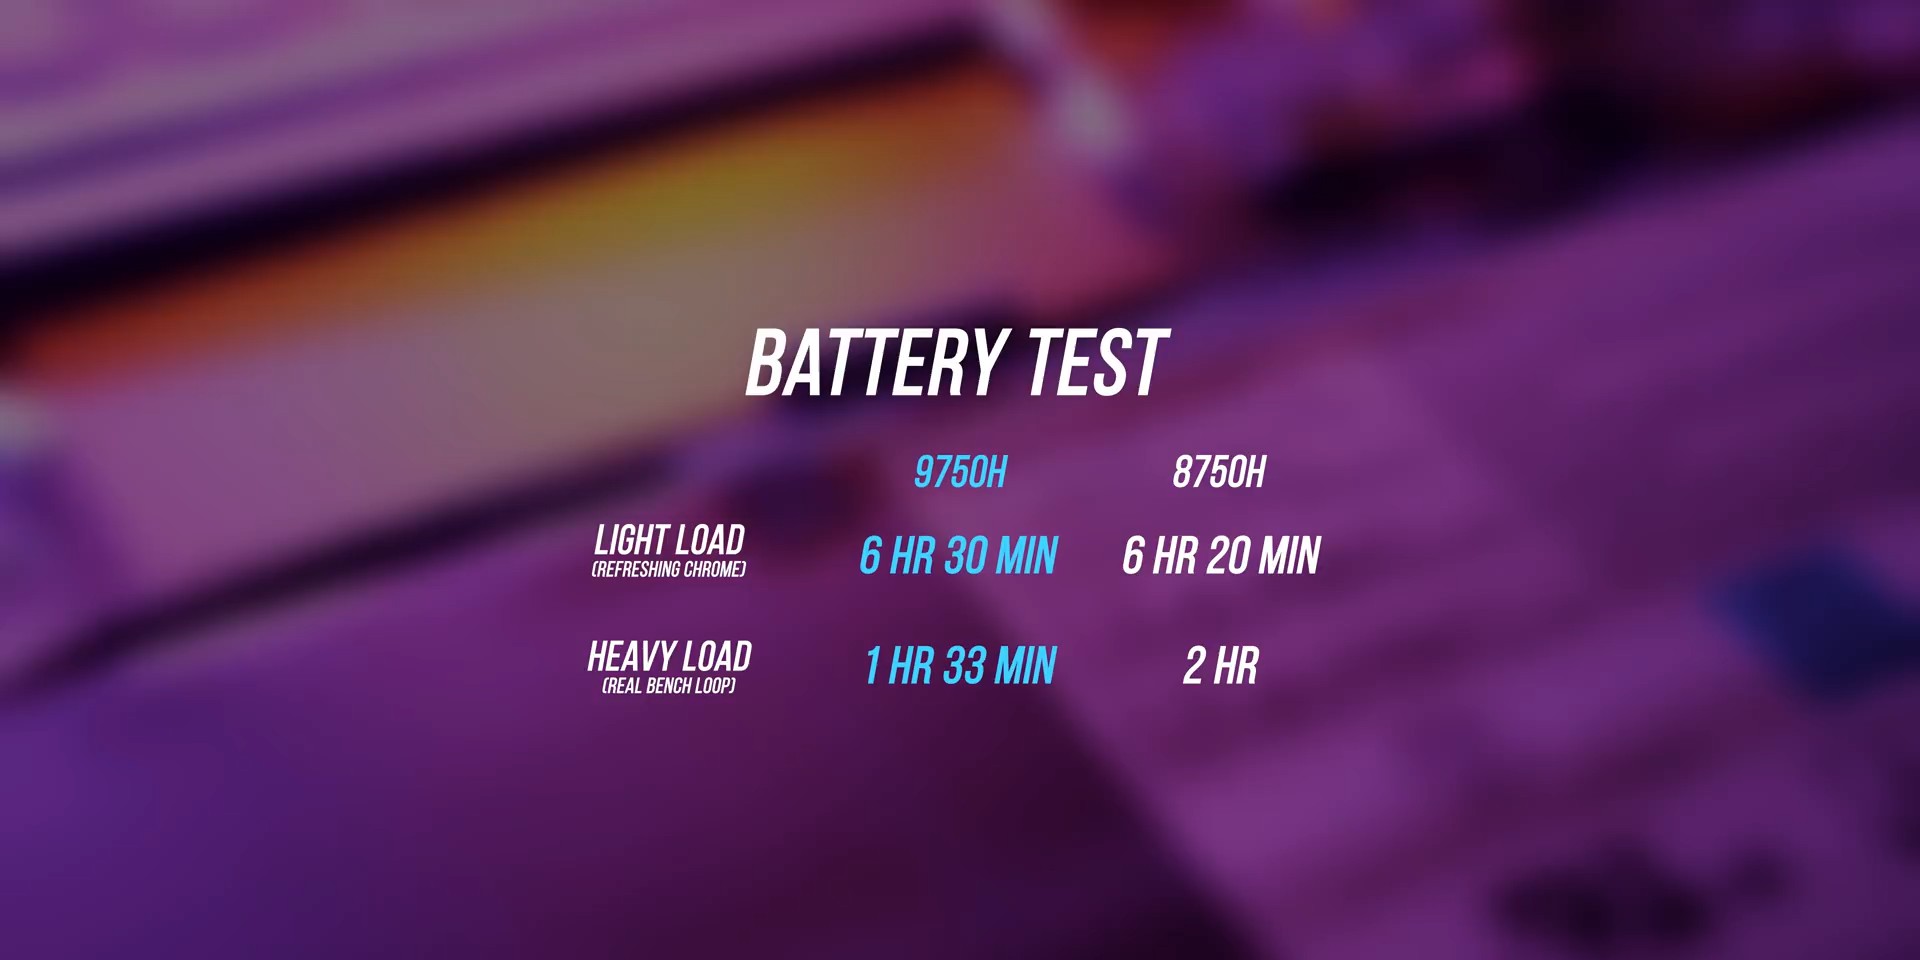 BATTERY TEST
9750H 8750H
LIGHT LOAD 6 HR 30 MIN 6 HR 20 MIN
(REFRESHING CHROME)
HEAVY LOAD 1 HR 33 MIN 2 HR
(REAL BENCH LOOP)